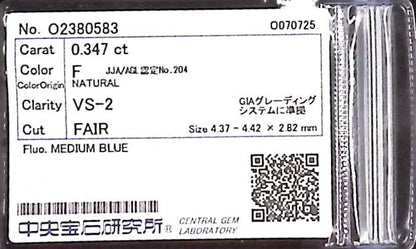 No. O2380583 O070725
Carat 0.347 ct
Color F JJA/AGL認定No.204
ColorOrigin NATURAL
Clarity VS-2 GIAグレーディング
システムに準拠
Cut FAIR Size 4.37 - 4.42 × 2.82 mm
Fluo. MEDIUM BLUE
中央宝石研究所® CENTRAL GEM
LABORATORY